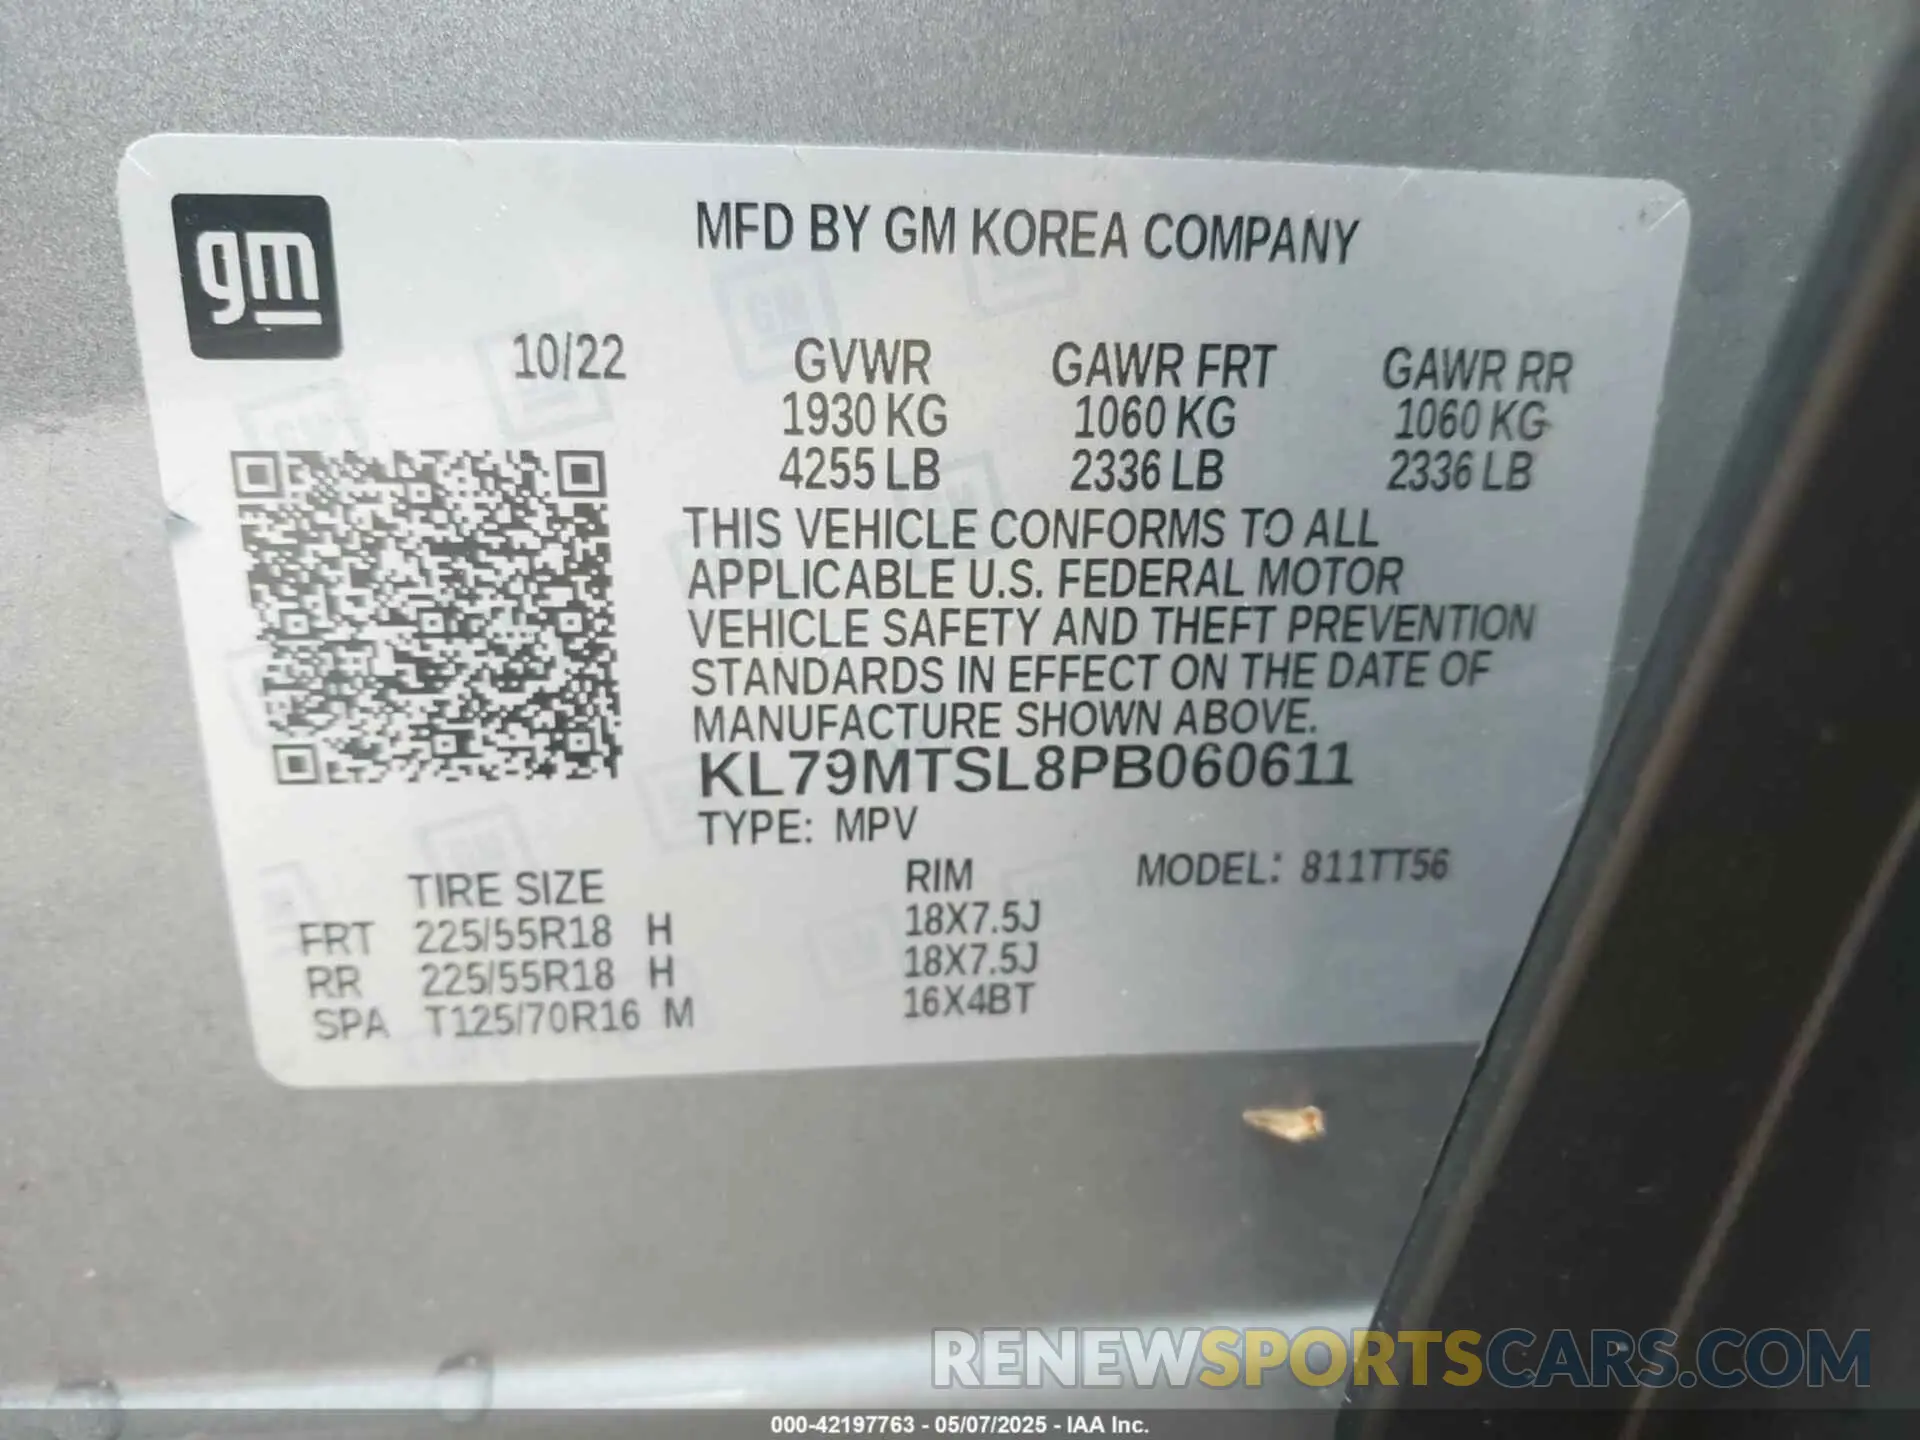 gm
MFD BY GM KOREA COMPANY
10/22 GVWR GAWR FRT GAWR RR
1930 KG 1060 KG 1060 KG
4255 LB 2336 LB 2336 LB
THIS VEHICLE CONFORMS TO ALL
APPLICABLE U.S. FEDERAL MOTOR
VEHICLE SAFETY AND THEFT PREVENTION
STANDARDS IN EFFECT ON THE DATE OF
MANUFACTURE SHOWN ABOVE.
KL79MTSL8PB060611
TYPE: MPV
TIRE SIZE RIM MODEL: 811TT56
FRT 225/55R18 H 18X7.5J
RR 225/55R18 H 18X7.5J
SPA T125/70R16 M 16X4BT
RENEWSPORTSCARS.COM
000-42197763 - 05/07/2025 - IAA Inc.